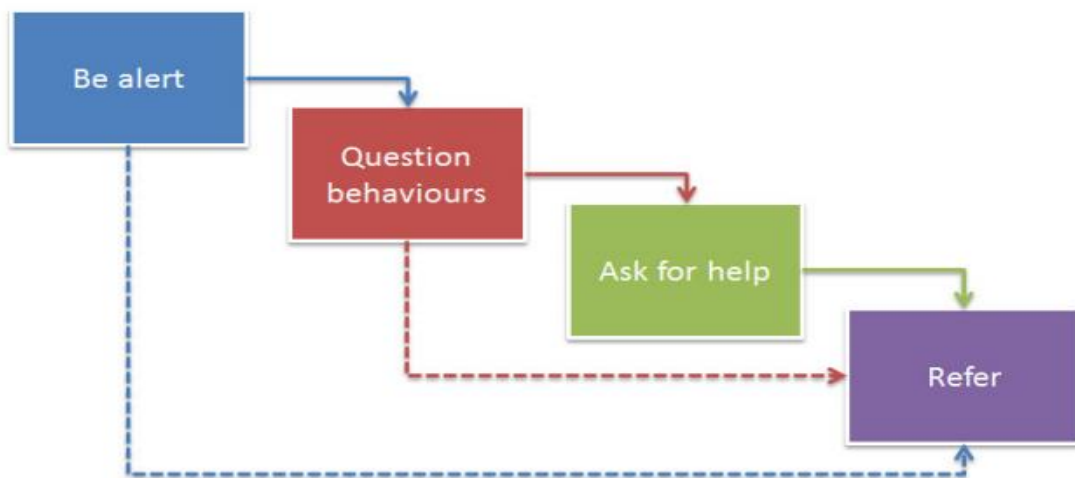 Be alert
Question
behaviours
Ask for help
Refer